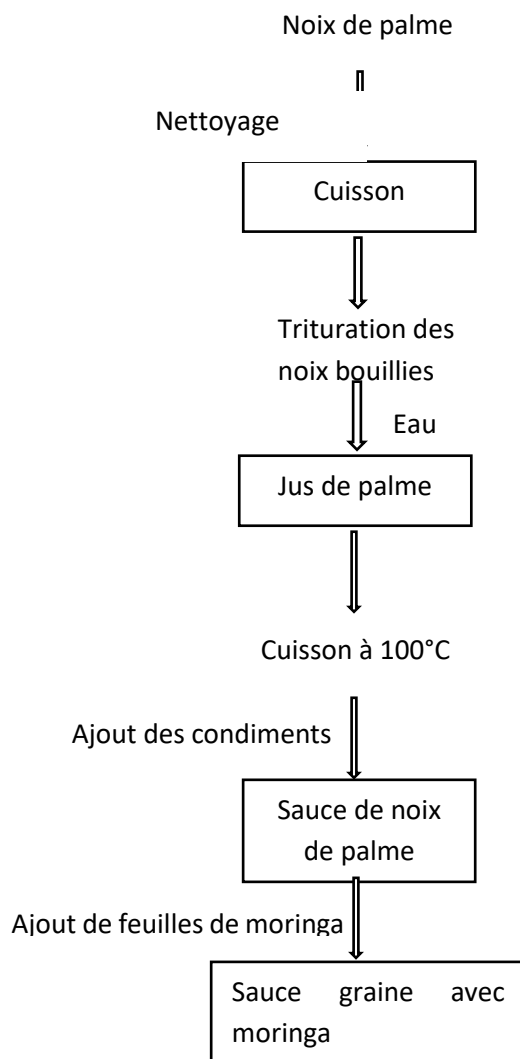 Noix de palme
Nettoyage
Cuisson
Trituration des
noix bouillies
Eau
Jus de palme
Cuisson à 100°C
Ajout des condiments
Sauce de noix
de palme
Ajout de feuilles de moringa
Sauce graine avec
moringa